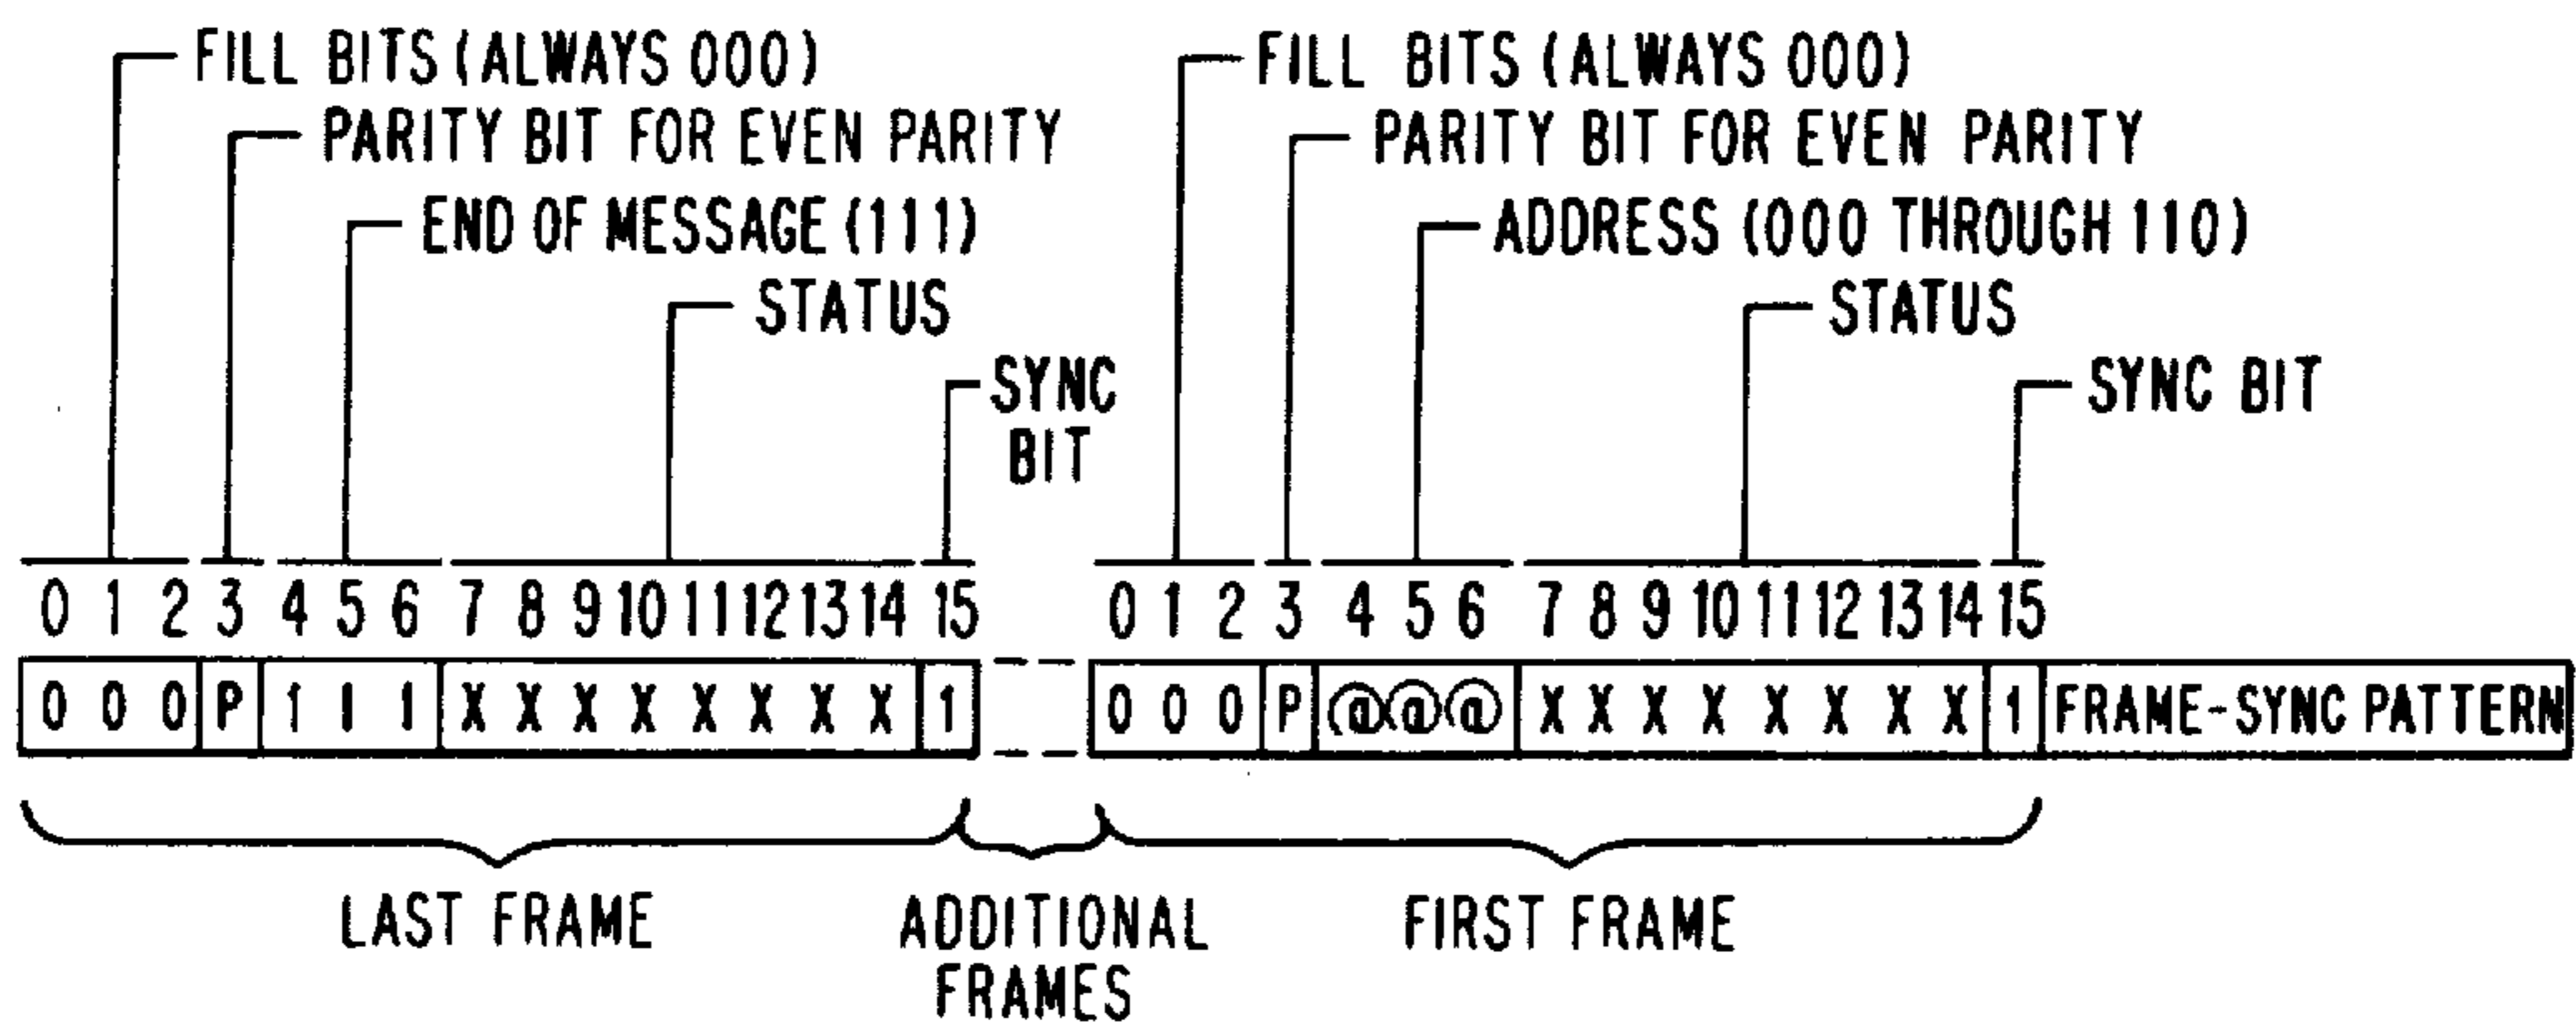 FILL BITS (ALWAYS 000)
PARITY BIT FOR EVEN PARITY
END OF MESSAGE (111)
STATUS
SYNC
BIT
FILL BITS (ALWAYS 000)
PARITY BIT FOR EVEN PARITY
ADDRESS (000 THROUGH 110)
STATUS
SYNC BIT
0 1 2 3 4 5 6 7 8 9 10 11 12 13 14 15
0 1 2 3 4 5 6 7 8 9 10 11 12 13 14 15
0 0 0 P 1 1 1 X X X X X X X X 1
0 0 0 P @ @ @ X X X X X X X X 1 FRAME-SYNC PATTERN
LAST FRAME
ADDITIONAL
FRAMES
FIRST FRAME